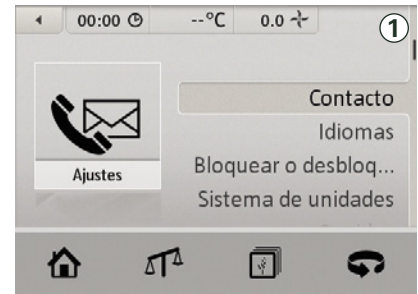 00:00 --°C 0.0
1
Contacto
Idiomas
Ajustes
Bloquear o desbloq...
Sistema de unidades